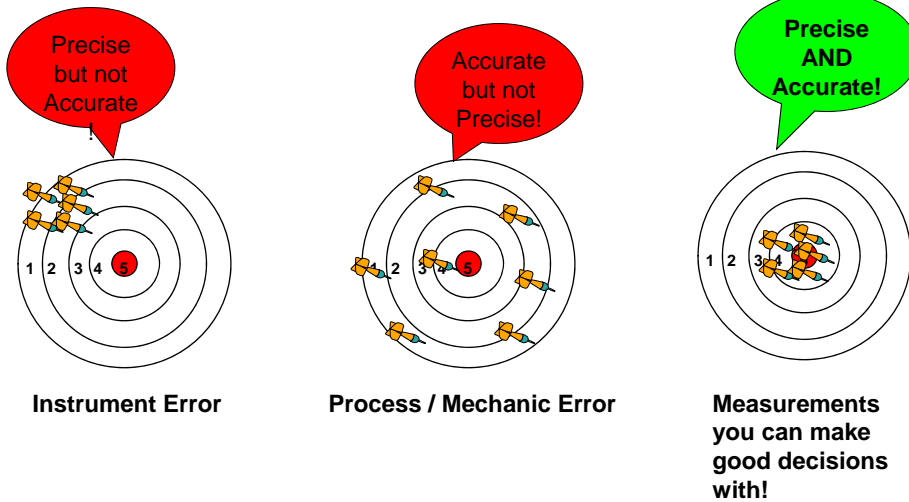 Precise
but not
Accurate
!
Accurate
but not
Precise!
Precise
AND
Accurate!
1 2 3 4 5
1 2 3 4 5
1 2 3 4
Instrument Error
Process / Mechanic Error
Measurements
you can make
good decisions
with!